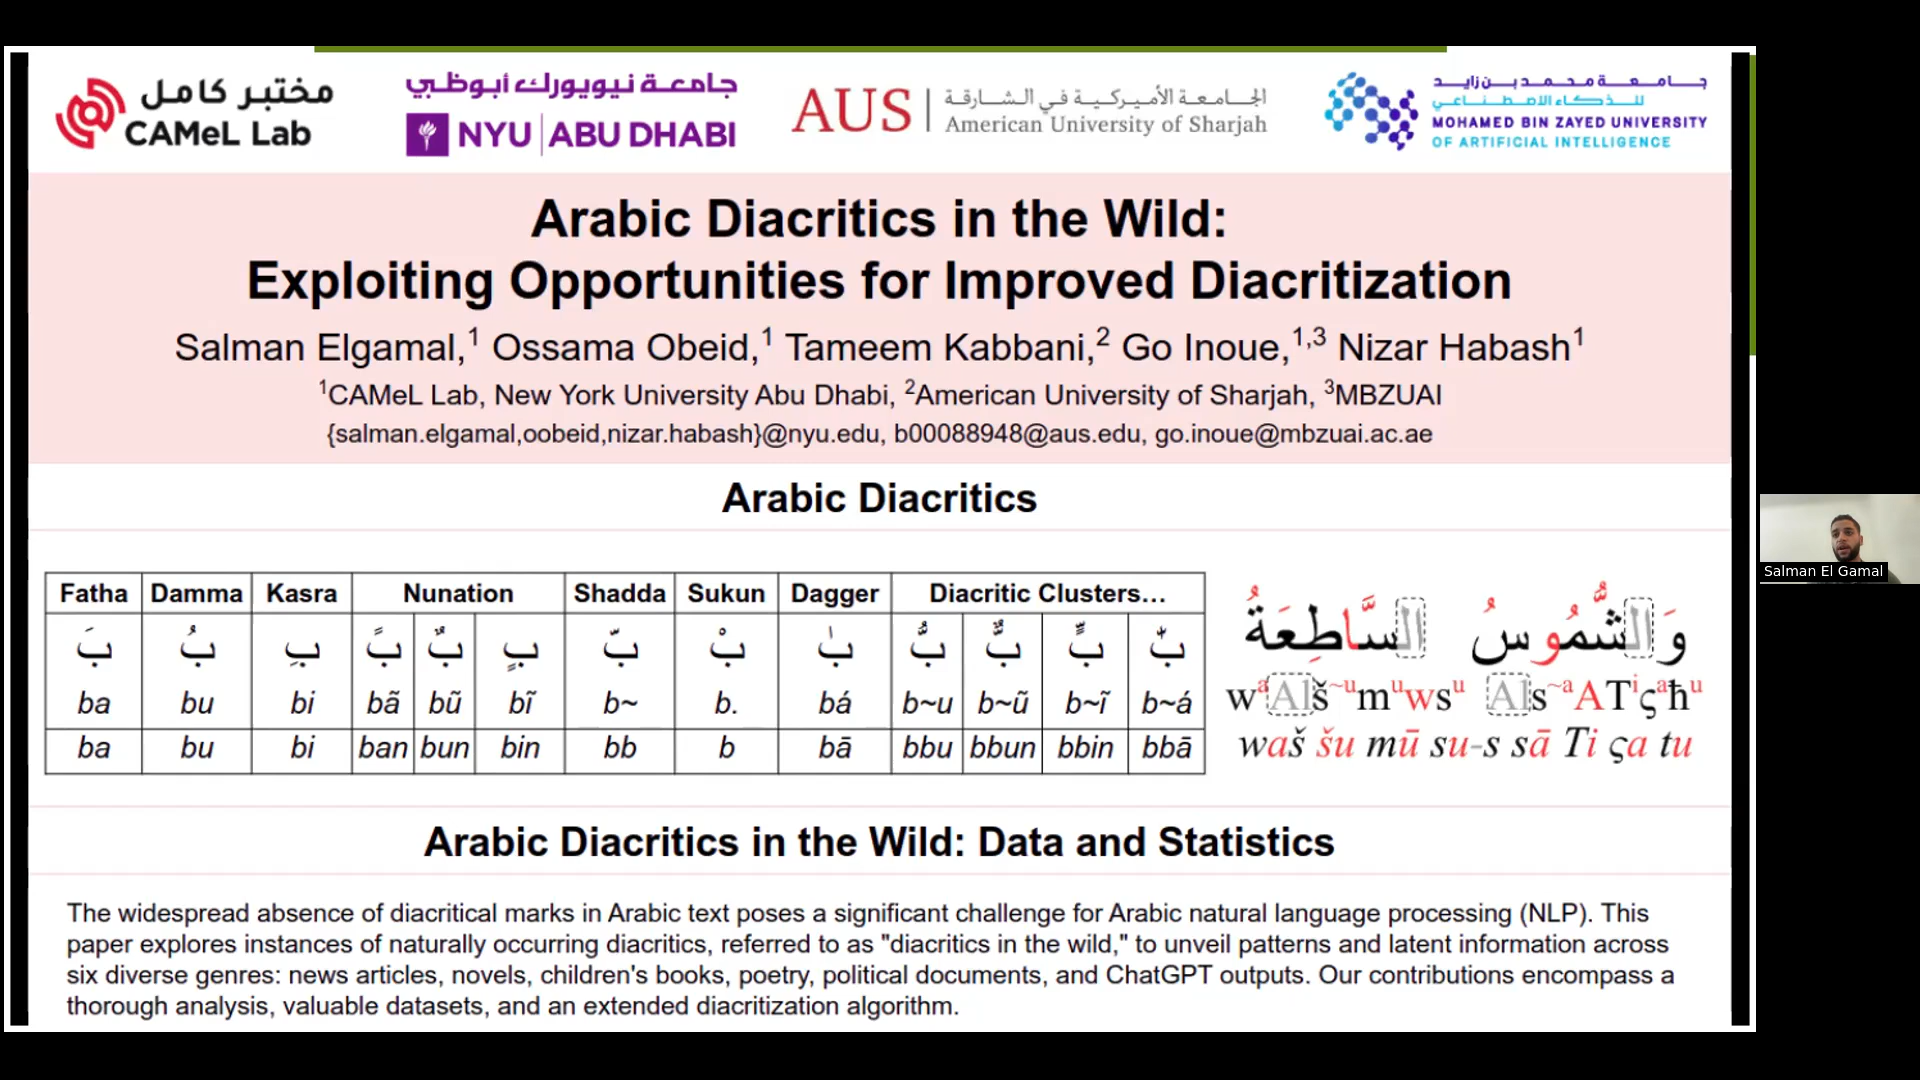 مختبر كامل
CAMeL Lab
جامعة نيويورك أبوظبي
NYU | ABU DHABI
AUS
الجامعة الأميركية في الشارقة
American University of Sharjah
جامعة محمد بن زايد
للذكاء الاصطناعي
MOHAMED BIN ZAYED UNIVERSITY
OF ARTIFICIAL INTELLIGENCE
Arabic Diacritics in the Wild:
Exploiting Opportunities for Improved Diacritization
Salman Elgamal,1 Ossama Obeid,1 Tameem Kabbani,2 Go Inoue,1,3 Nizar Habash1
1CAMeL Lab, New York University Abu Dhabi, 2American University of Sharjah, 3MBZUAI
{salman.elgamal,oobeid,nizar.habash}@nyu.edu, b00088948@aus.edu, go.inoue@mbzuai.ac.ae
Arabic Diacritics
Fatha Damma Kasra Nunation Shadda Sukun Dagger Diacritic Clusters...
بَ بُ بِ بً بٌ بٍ بّ بْ بٰ بُّ بٌّ بٍّ بّٰ
ba bu bi bã bũ bĩ b~ b. bá b~u b~ũ b~ĩ b~á
ba bu bi ban bun bin bb b bā bbu bbun bbin bbā
وَالشُّمُوسُ السَّاطِعَةُ
waAlš~umuwsu Als~aATiςaħu
waš šu mū su-s sā Ti ςa tu
Arabic Diacritics in the Wild: Data and Statistics
The widespread absence of diacritical marks in Arabic text poses a significant challenge for Arabic natural language processing (NLP). This
paper explores instances of naturally occurring diacritics, referred to as "diacritics in the wild," to unveil patterns and latent information across
six diverse genres: news articles, novels, children's books, poetry, political documents, and ChatGPT outputs. Our contributions encompass a
thorough analysis, valuable datasets, and an extended diacritization algorithm.
Salman El Gamal